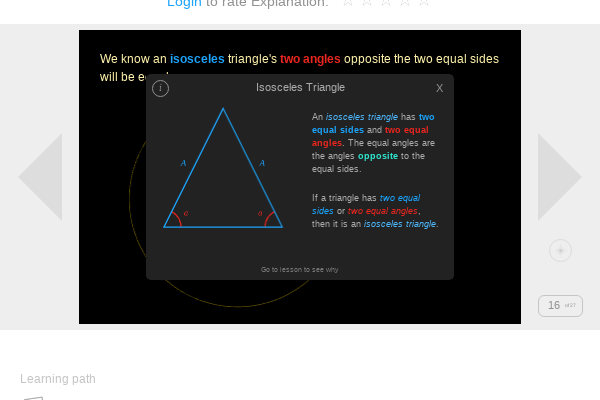 Login to rate Explanation:
We know an isosceles triangle's two angles opposite the two equal sides
will be
i
Isosceles Triangle
X
An isosceles triangle has two
equal sides and two equal
angles. The equal angles are
the angles opposite to the
equal sides.
A
A
If a triangle has two equal
sides or two equal angles,
then it is an isosceles triangle.
Go to lesson to see why
16 of 27
Learning path